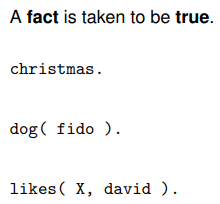 A fact is taken to be true.
christmas.
dog( fido ).
likes( X, david ).